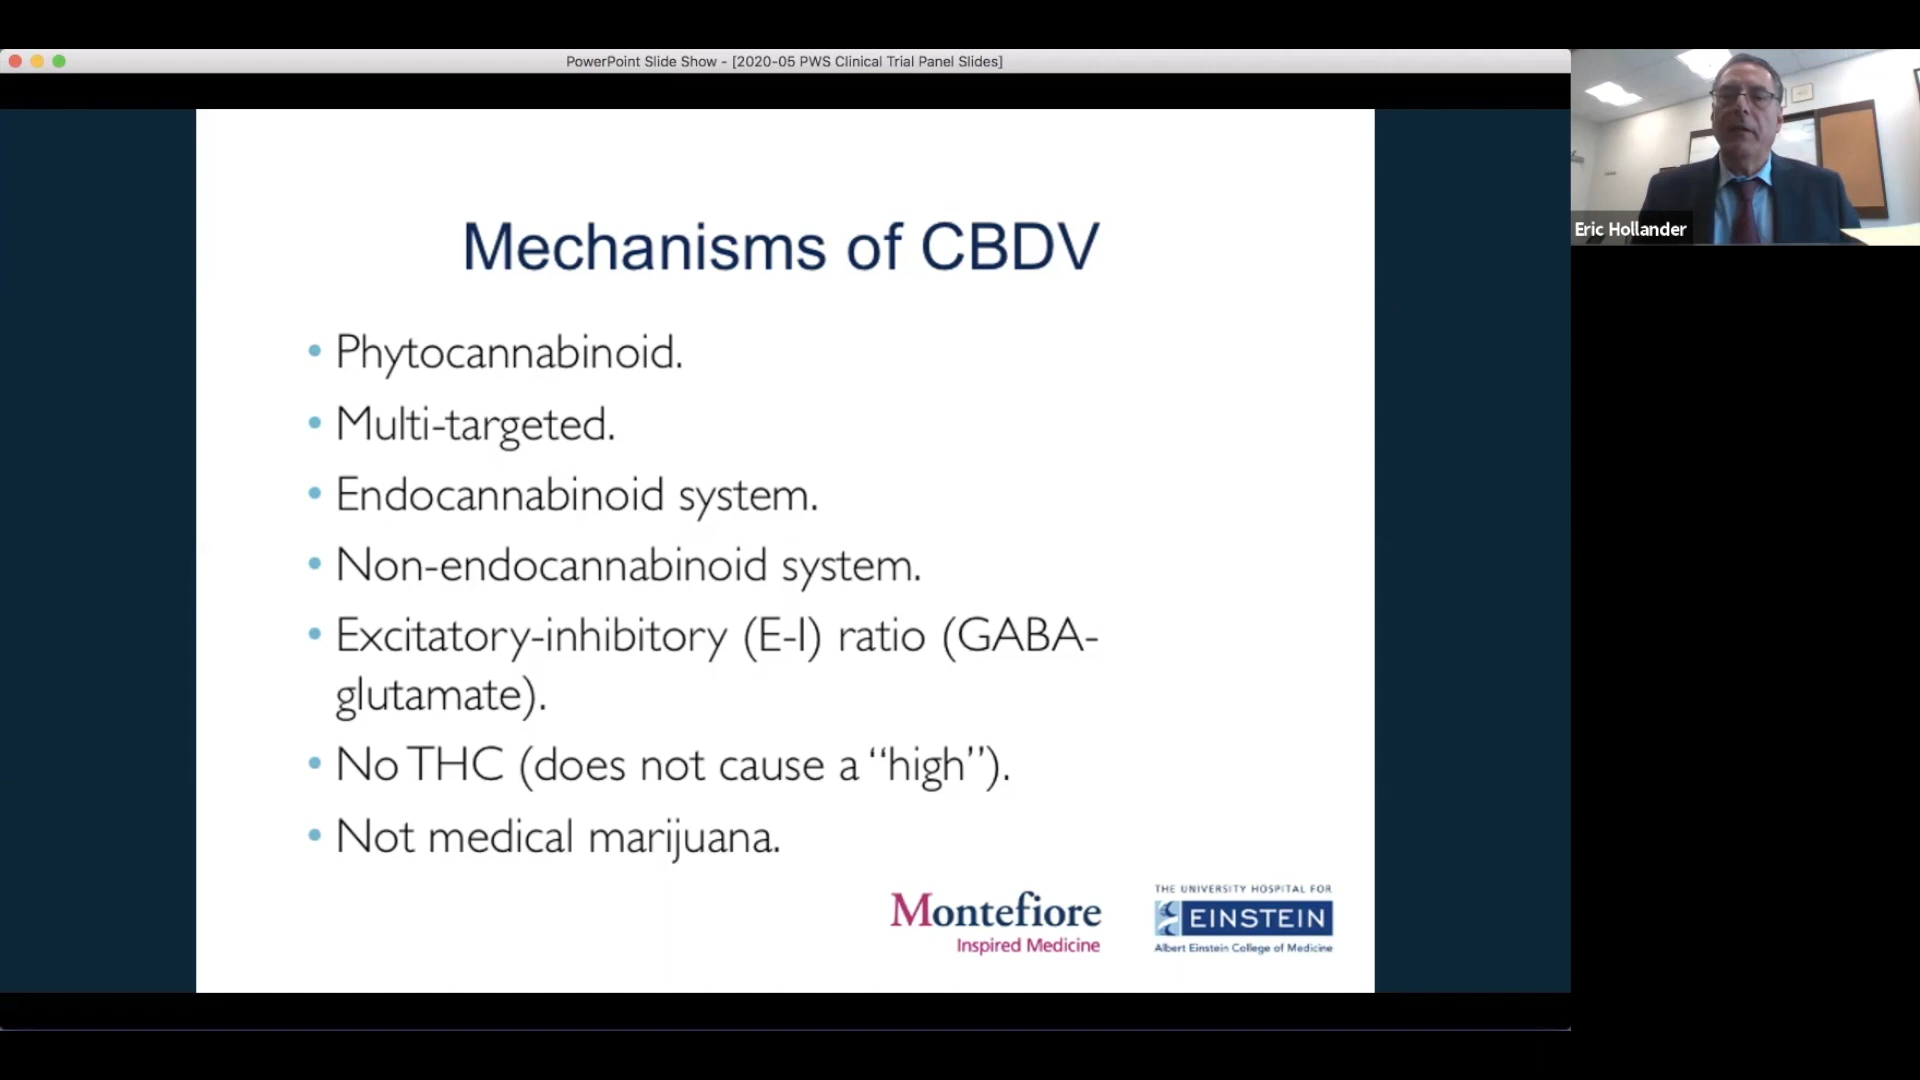 PowerPoint Slide Show - [2020-05 PWS Clinical Trial Panel Slides]
Eric Hollander
Mechanisms of CBDV
• Phytocannabinoid.
• Multi-targeted.
• Endocannabinoid system.
• Non-endocannabinoid system.
• Excitatory-inhibitory (E-I) ratio (GABA-
glutamate).
• No THC (does not cause a “high”).
• Not medical marijuana.
Montefiore
Inspired Medicine
THE UNIVERSITY HOSPITAL FOR
EINSTEIN
Albert Einstein College of Medicine